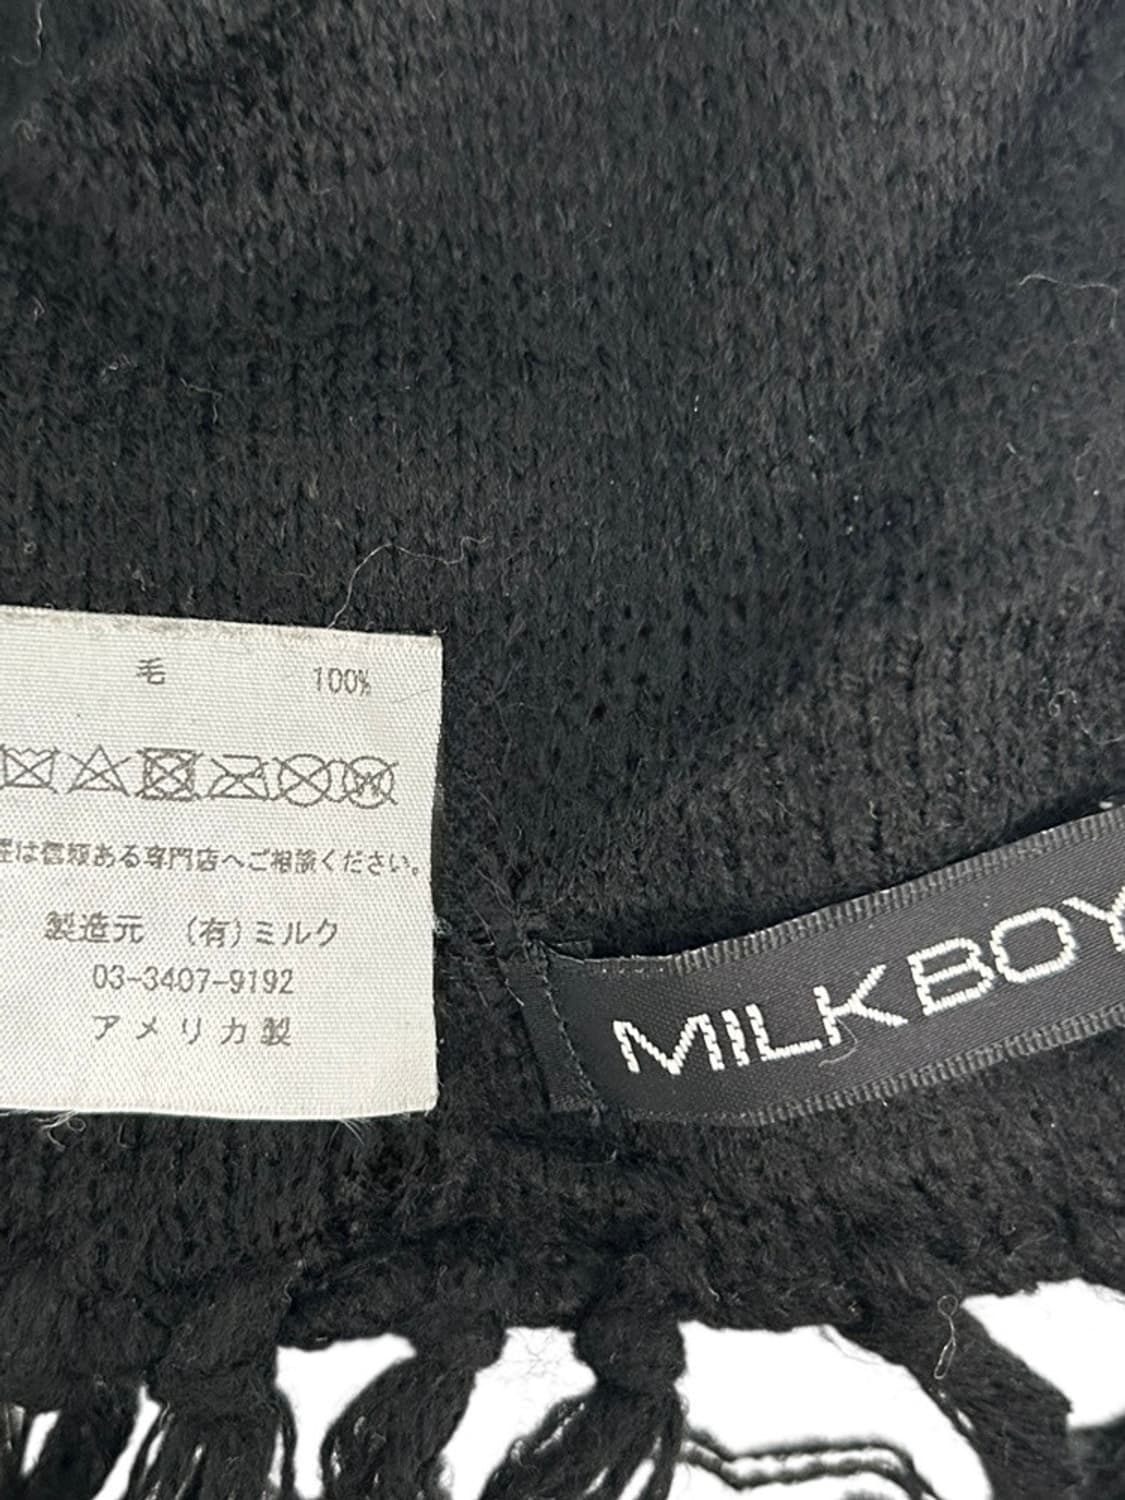 毛 100%
は信頼ある専門店へご相談ください。
製造元 (有)ミルク
03-3407-9192
アメリカ製
MILKBOY